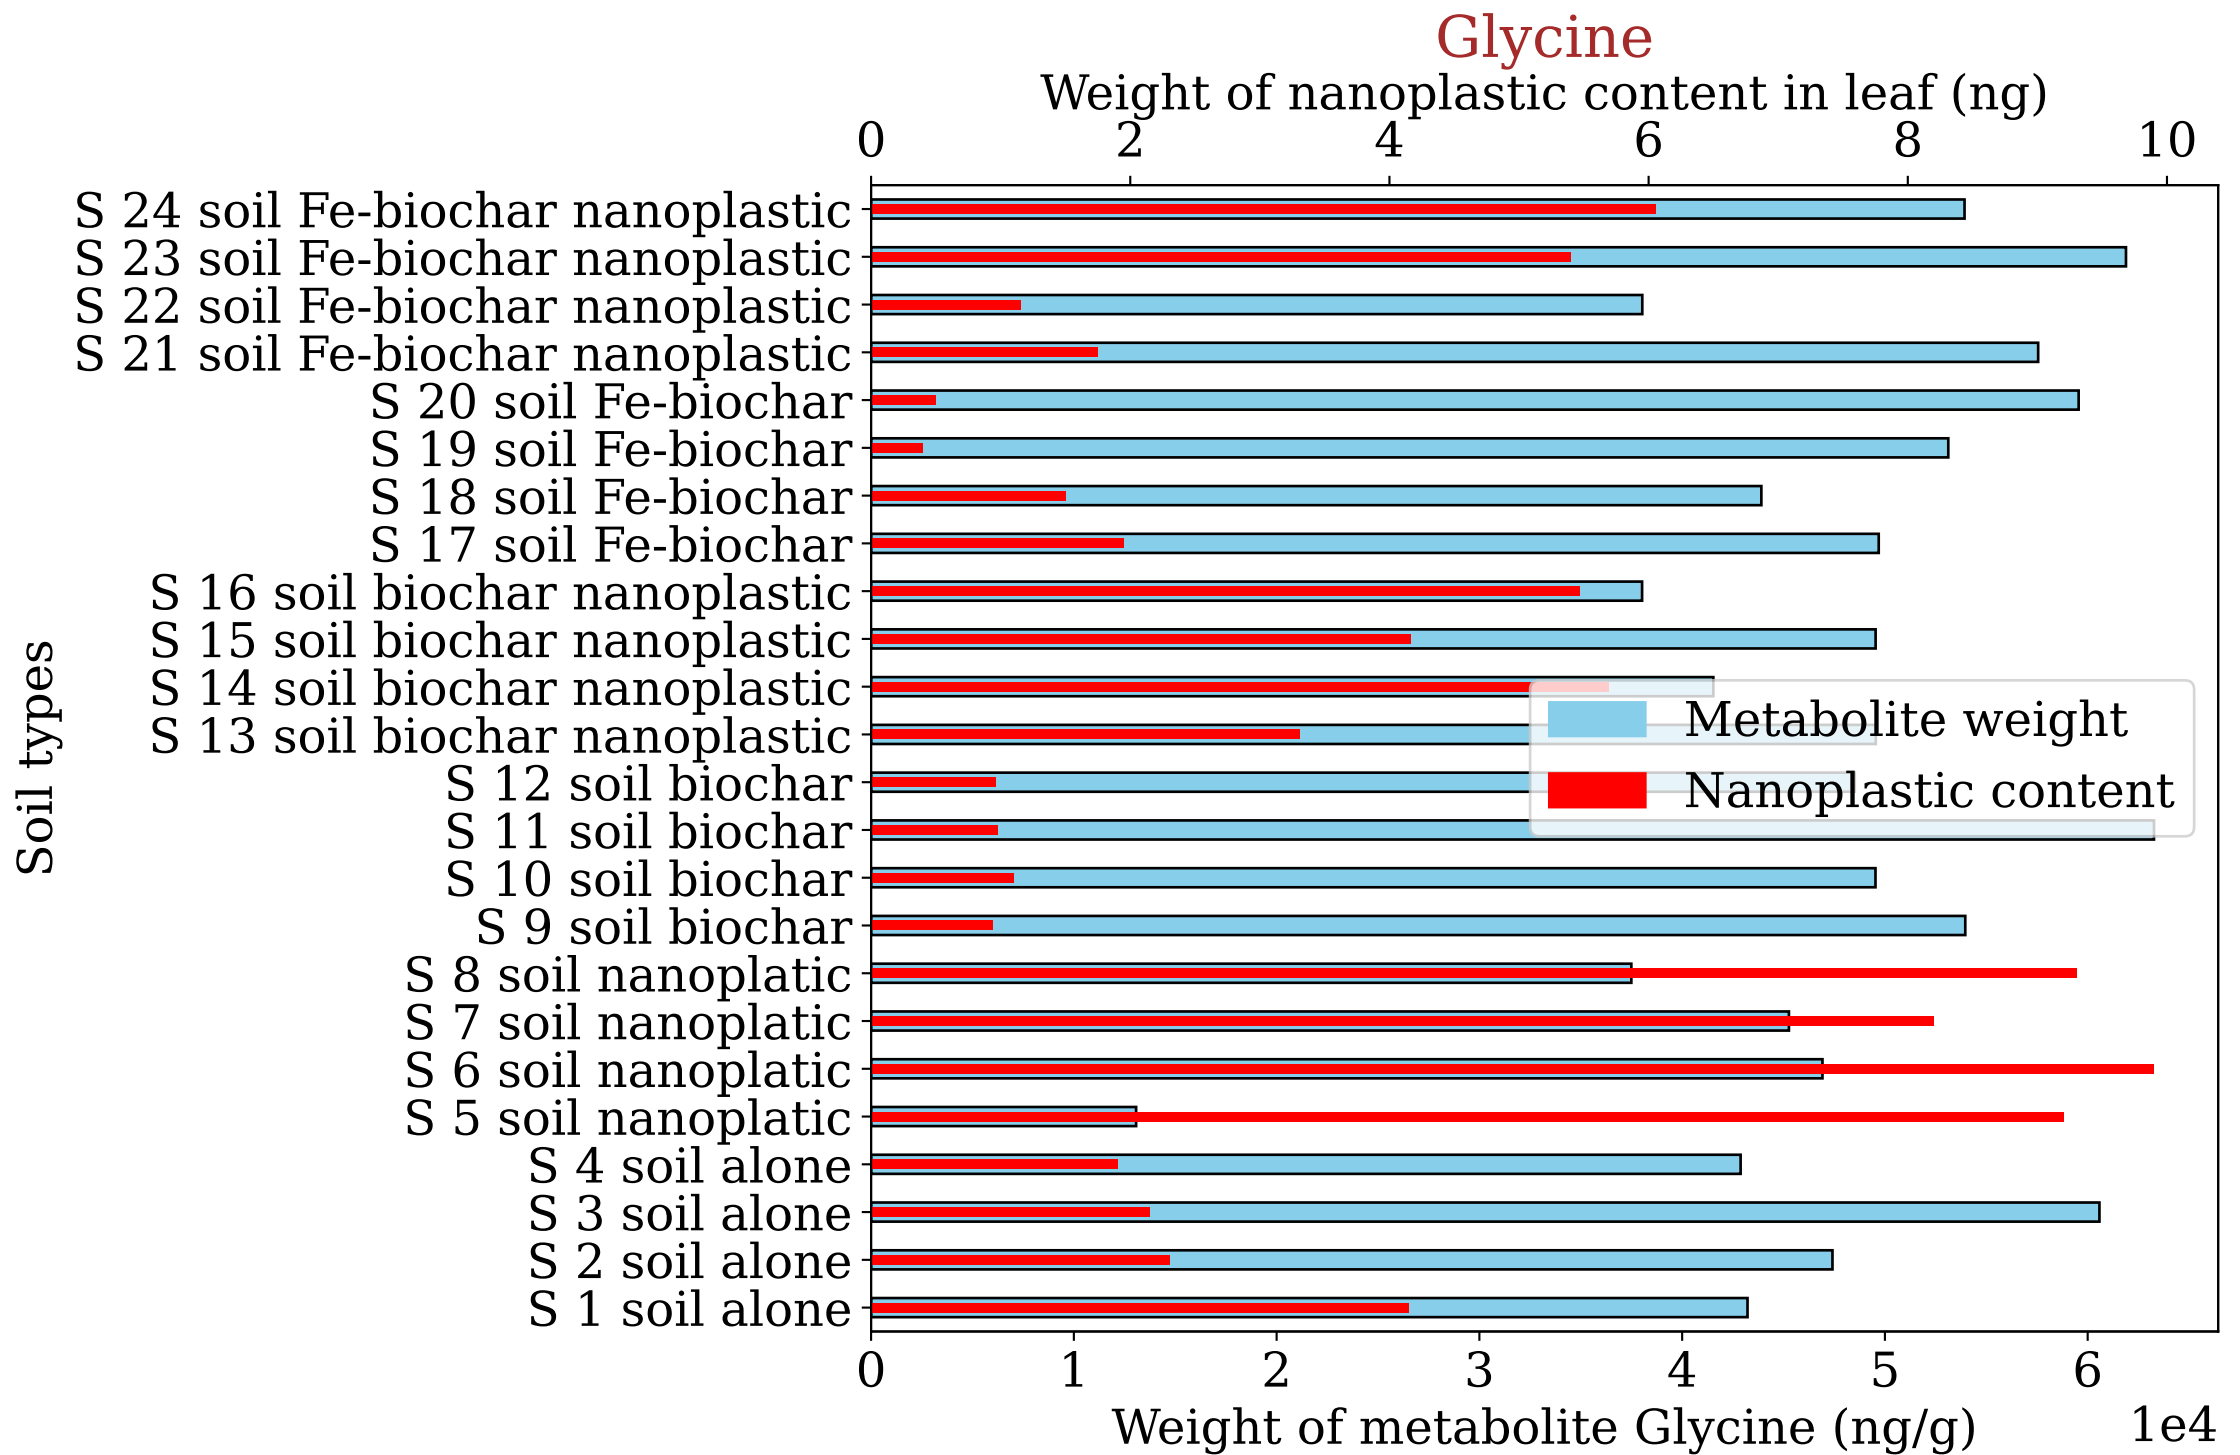 Glycine
Weight of nanoplastic content in leaf (ng)
0 2 4 6 8 10
S 24 soil Fe-biochar nanoplastic
S 23 soil Fe-biochar nanoplastic
S 22 soil Fe-biochar nanoplastic
S 21 soil Fe-biochar nanoplastic
S 20 soil Fe-biochar
S 19 soil Fe-biochar
S 18 soil Fe-biochar
S 17 soil Fe-biochar
S 16 soil biochar nanoplastic
S 15 soil biochar nanoplastic
S 14 soil biochar nanoplastic
S 13 soil biochar nanoplastic
S 12 soil biochar
S 11 soil biochar
S 10 soil biochar
S 9 soil biochar
S 8 soil nanoplatic
S 7 soil nanoplatic
S 6 soil nanoplatic
S 5 soil nanoplatic
S 4 soil alone
S 3 soil alone
S 2 soil alone
S 1 soil alone
Soil types
Metabolite weight
Nanoplastic content
0 1 2 3 4 5 6
Weight of metabolite Glycine (ng/g)
1e4